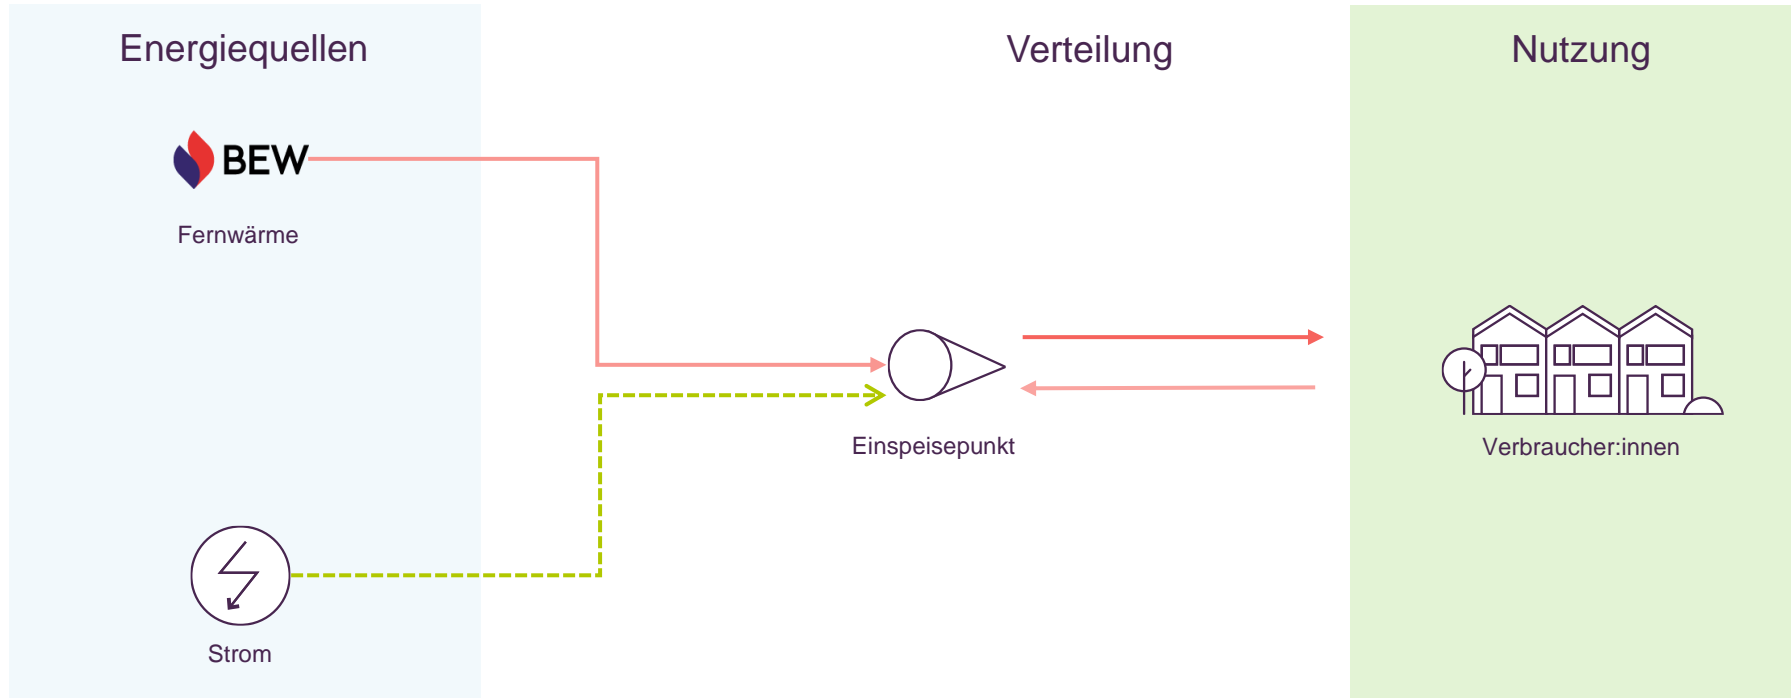 Energiequellen
Verteilung
Nutzung
BEW
Fernwärme
Einspeisepunkt
Verbraucher:innen
Strom